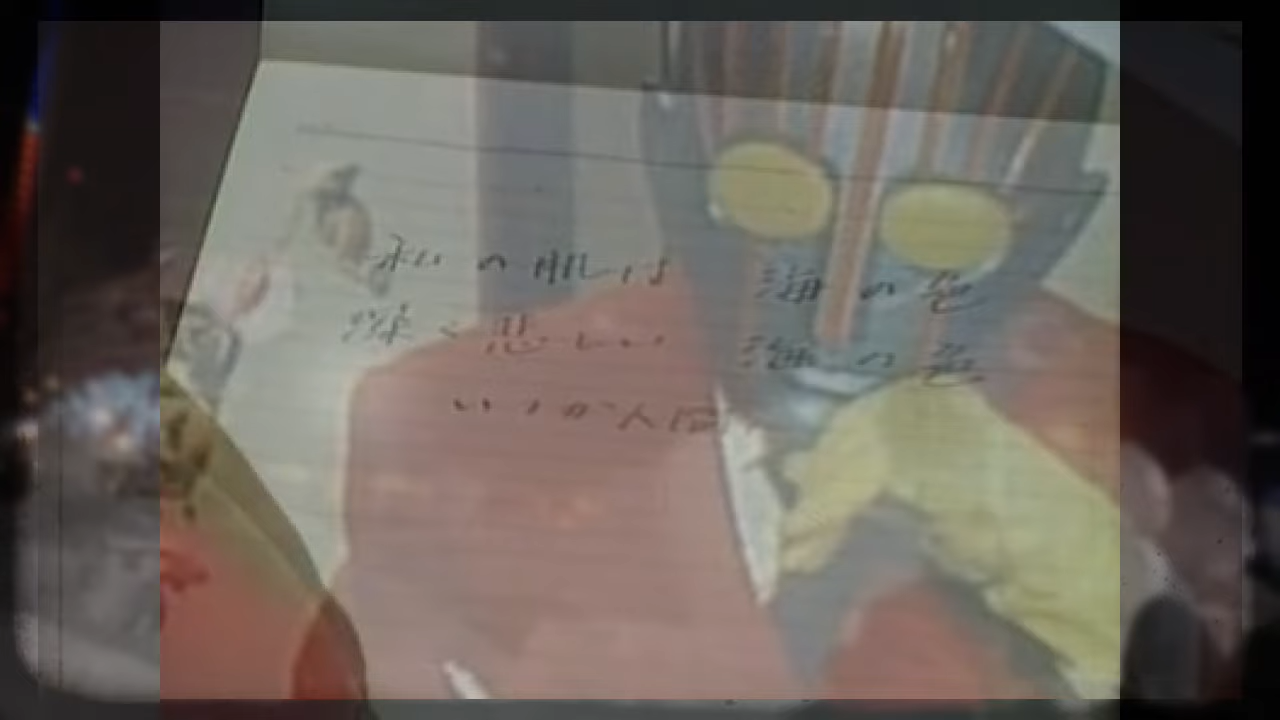 私の肌は 海の色
深く悲しい 海の色
いつか人間